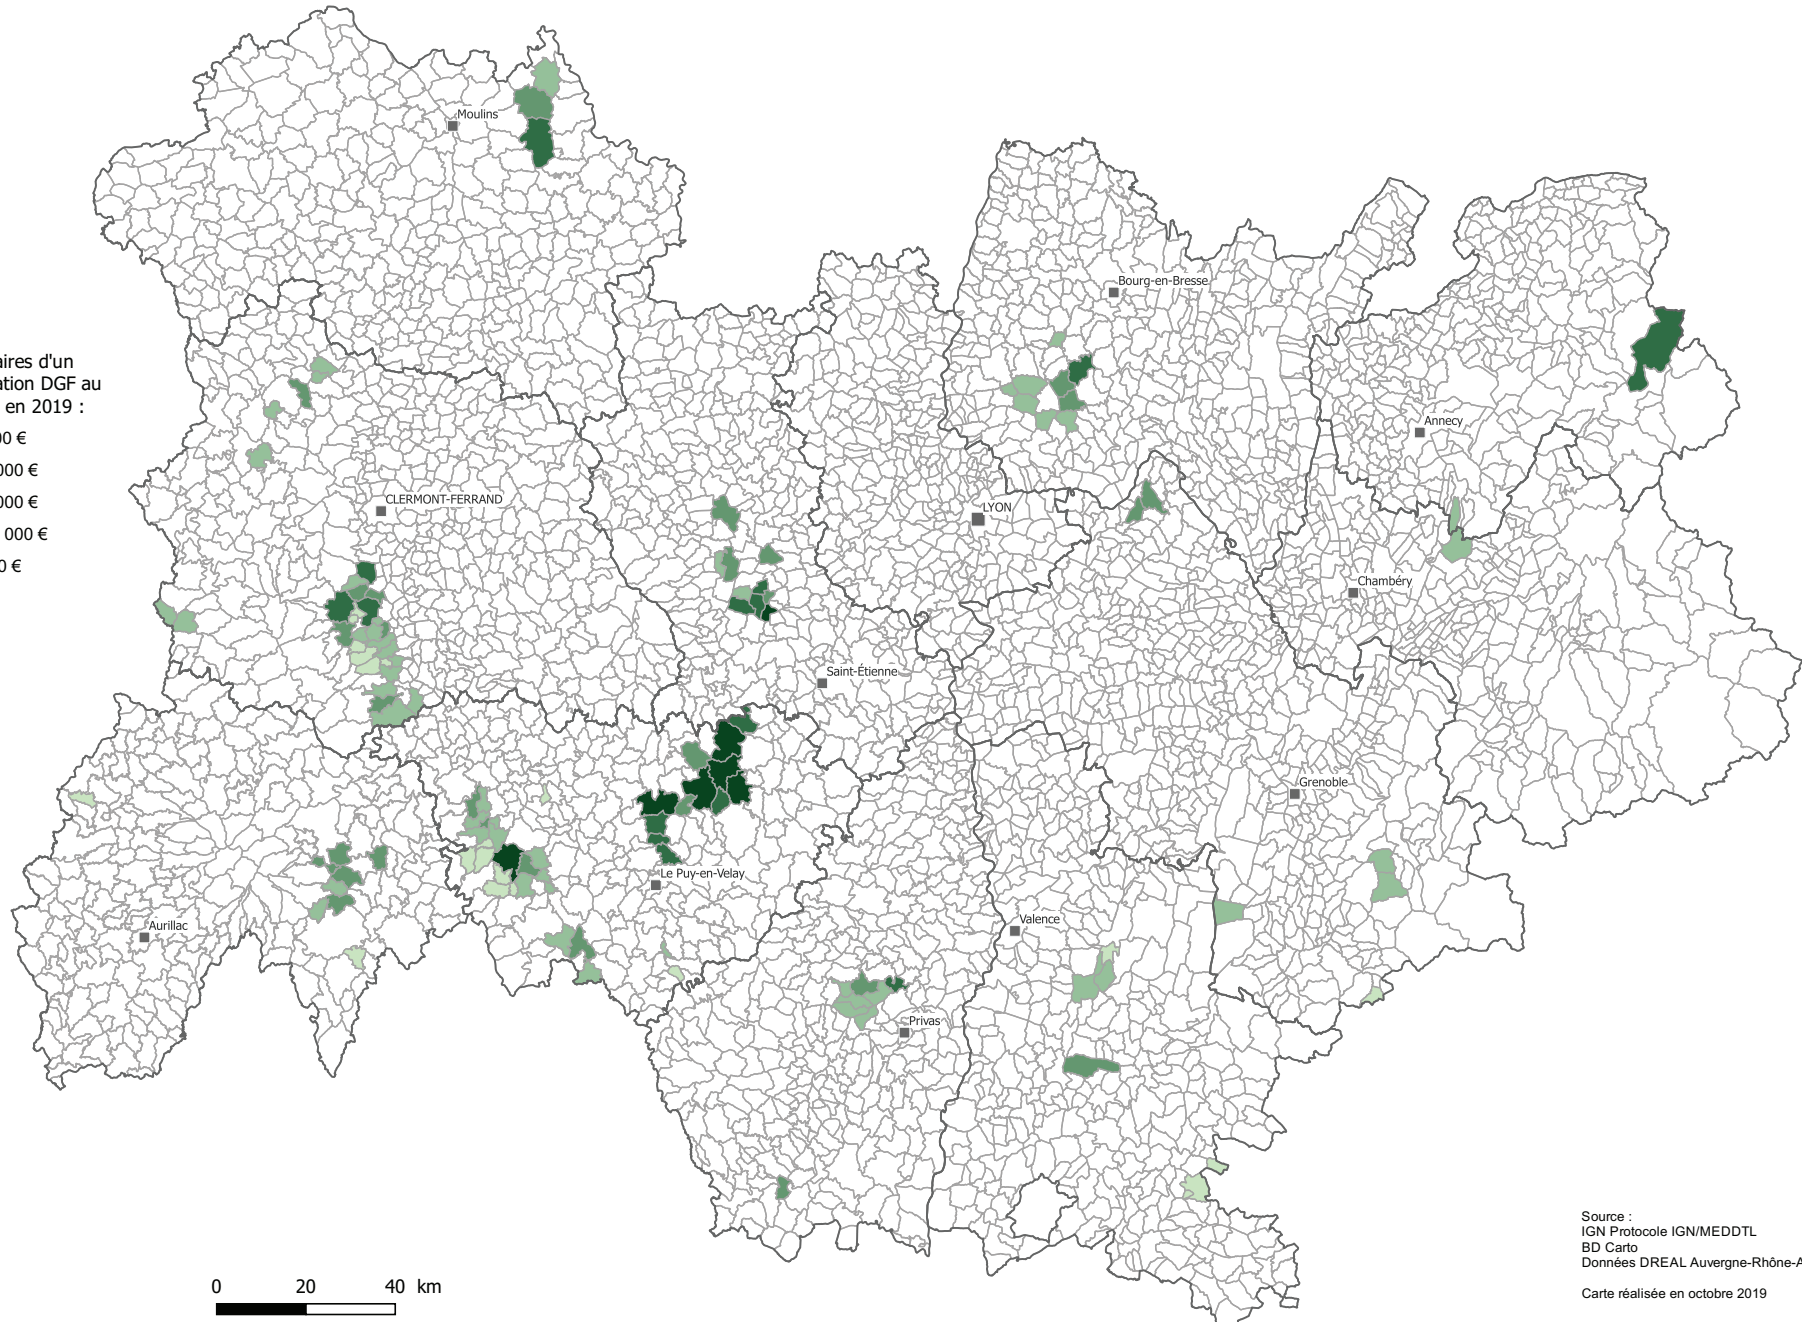 Moulins
Bourg-en-Bresse
aires d'un
ation DGF au
en 2019 :
00 €
000 €
000 €
000 €
0 €
Annecy
CLERMONT-FERRAND
LYON
Chambéry
Saint-Étienne
Grenoble
Le Puy-en-Velay
Aurillac
Valence
Privas
0 20 40 km
Source :
IGN Protocole IGN/MEDDTL
BD Carto
Données DREAL Auvergne-Rhône-A
Carte réalisée en octobre 2019